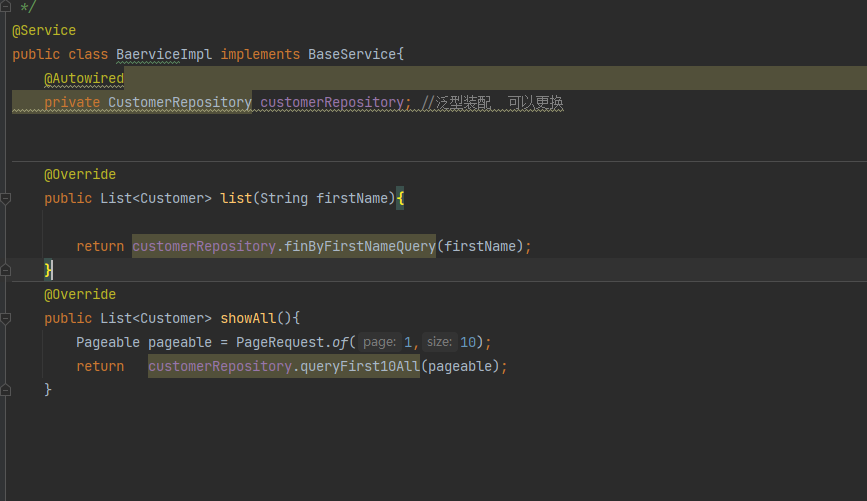 */
@Service
public class BaerviceImpl implements BaseService{
@Autowired
private CustomerRepository customerRepository; //泛型装配 可以更换
@Override
public List<Customer> list(String firstName){
return customerRepository.finByFirstNameQuery(firstName);
}
@Override
public List<Customer> showAll(){
Pageable pageable = PageRequest.of( page: 1, size: 10);
return customerRepository.queryFirst10All(pageable);
}